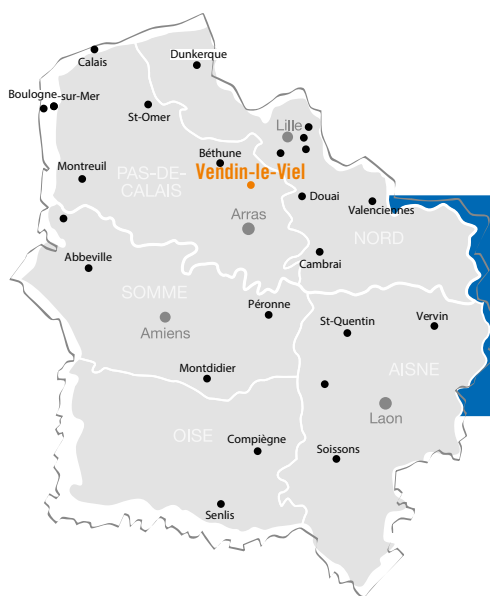 Dunkerque
Calais
Boulogne-sur-Mer
St-Omer
Lille
Béthune
Vendin-le-Viel
Montreuil
PAS-DE-
CALAIS
Douai
Valenciennes
Arras
NORD
Abbeville
Cambrai
SOMME
Péronne
Amiens
St-Quentin
Vervin
Montdidier
AISNE
Laon
OISE
Compiègne
Soissons
Senlis